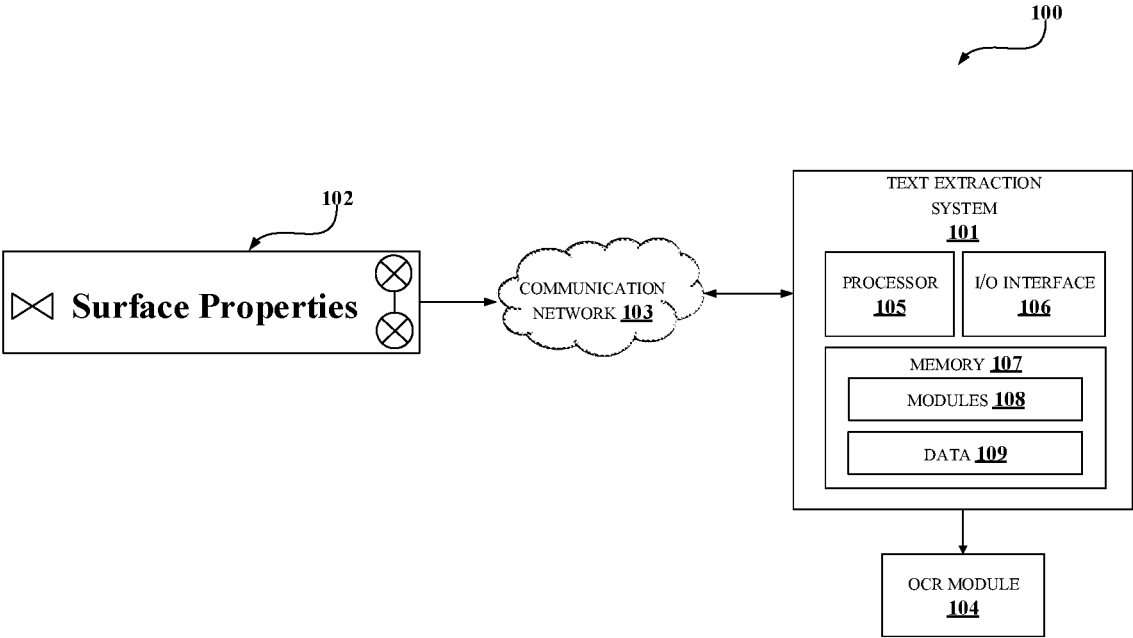 100
102
Surface Properties
COMMUNICATION
NETWORK 103
TEXT EXTRACTION
SYSTEM
101
PROCESSOR
105
I/O INTERFACE
106
MEMORY 107
MODULES 108
DATA 109
OCR MODULE
104